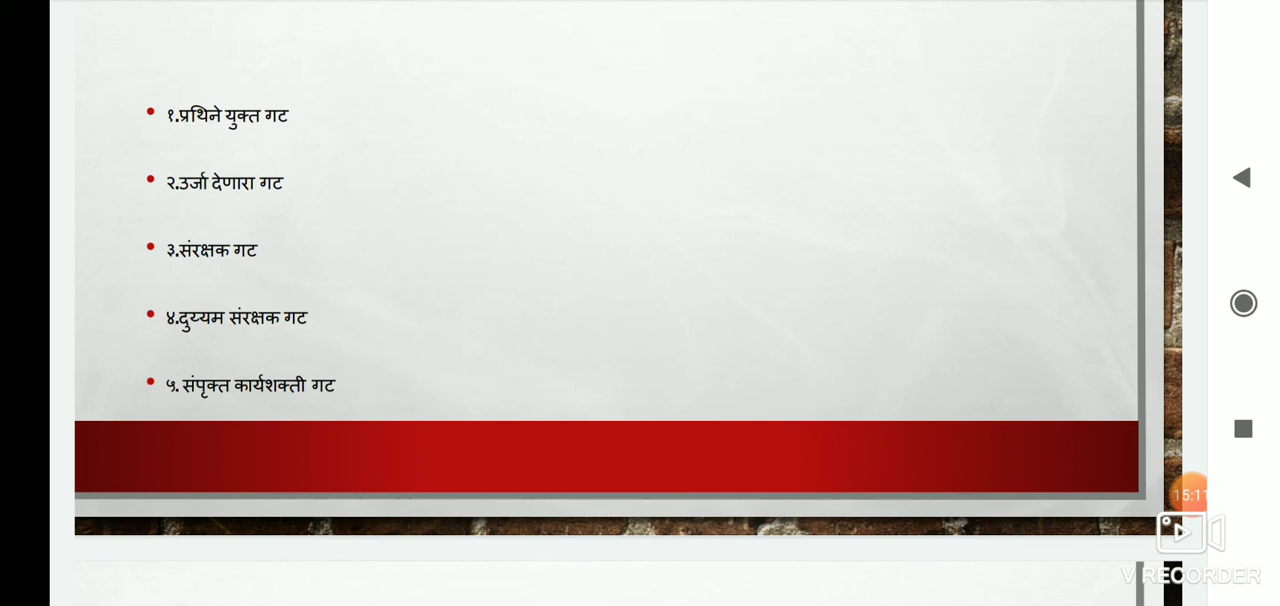 • १.प्रथिने युक्त गट
• २.उर्जा देणारा गट
• ३.संरक्षक गट
• ४.दुय्यम संरक्षक गट
• ५. संपृक्त कार्यशक्ती गट
15:11
V RECORDER